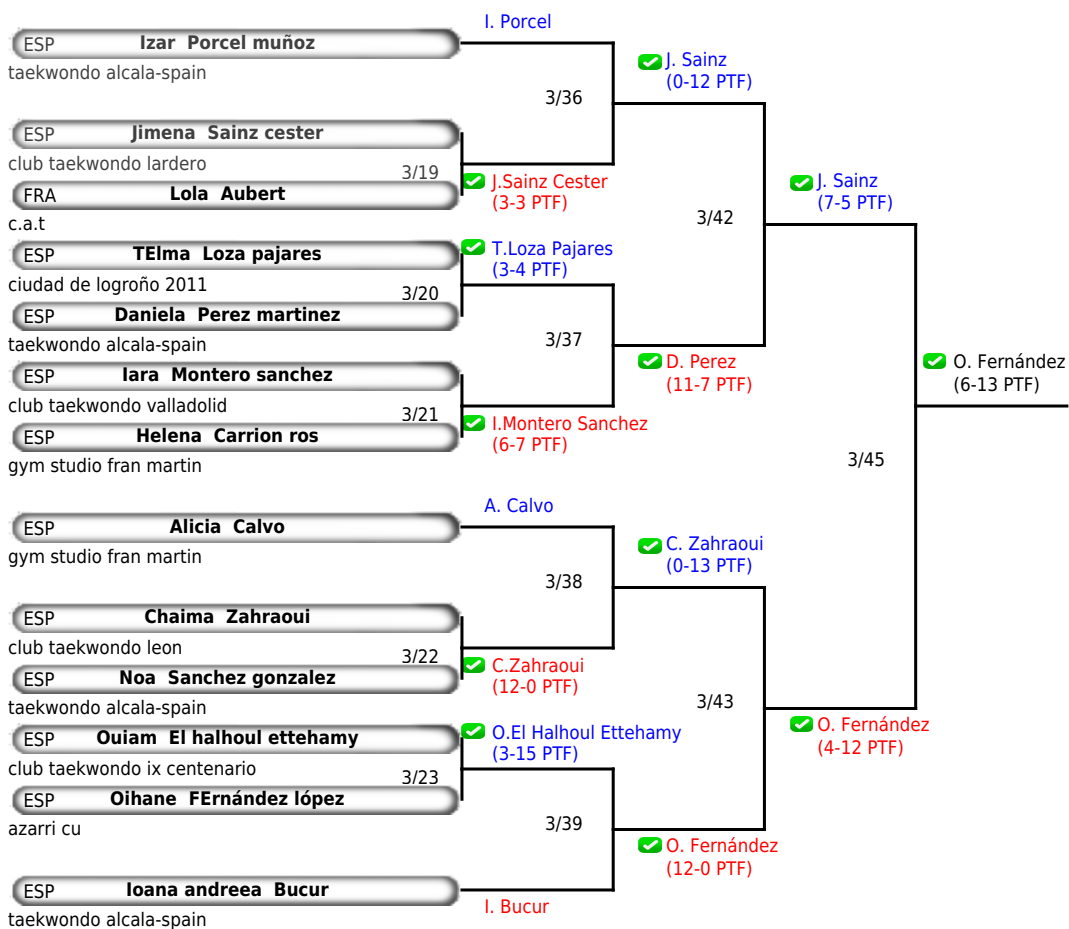 I. Porcel
ESP Izar Porcel muñoz
taekwondo alcala-spain
J. Sainz
(0-12 PTF)
3/36
ESP Jimena Sainz cester
club taekwondo lardero
3/19
FRA Lola Aubert
c.a.t
J.Sainz Cester
(3-3 PTF)
J. Sainz
(7-5 PTF)
3/42
ESP TElma Loza pajares
ciudad de logroño 2011
T.Loza Pajares
(3-4 PTF)
3/20
ESP Daniela Perez martinez
taekwondo alcala-spain
3/37
D. Perez
(11-7 PTF)
O. Fernández
(6-13 PTF)
ESP Iara Montero sanchez
club taekwondo valladolid
3/21
ESP Helena Carrion ros
gym studio fran martin
I.Montero Sanchez
(6-7 PTF)
3/45
A. Calvo
ESP Alicia Calvo
gym studio fran martin
C. Zahraoui
(0-13 PTF)
3/38
ESP Chaima Zahraoui
club taekwondo leon
3/22
ESP Noa Sanchez gonzalez
taekwondo alcala-spain
C.Zahraoui
(12-0 PTF)
3/43
ESP Ouiam El halhoul ettehamy
club taekwondo ix centenario
O.El Halhoul Ettehamy
(3-15 PTF)
O. Fernández
(4-12 PTF)
3/23
ESP Oihane FErnández lópez
azarri cu
3/39
O. Fernández
(12-0 PTF)
ESP Ioana andreea Bucur
taekwondo alcala-spain
I. Bucur